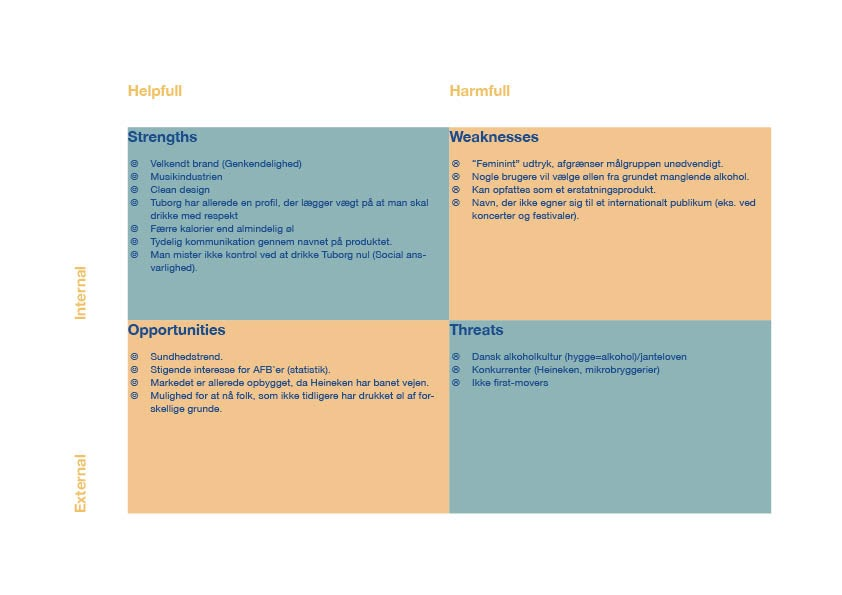 Helpfull
Harmfull
Strengths
Velkendt brand (Genkendelighed)
Musikindustrien
Clean design
Tuborg har allerede en profil, der lægger vægt på at man skal
drikke med respekt
Færre kalorier end almindelig øl
Tydelig kommunikation gennem navnet på produktet.
Man mister ikke kontrol ved at drikke Tuborg nul (Social ans-
varlighed).
Weaknesses
"Feminint" udtryk, afgrænser målgruppen unødvendigt.
Nogle brugere vil vælge øllen fra grundet manglende alkohol.
Kan opfattes som et erstatningsprodukt.
Navn, der ikke egner sig til et internationalt publikum (eks. ved
koncerter og festivaler).
Internal
Opportunities
Sundhedstrend.
Stigende interesse for AFB'er (statistik).
Markedet er allerede opbygget, da Heineken har banet vejen.
Mulighed for at nå folk, som ikke tidligere har drukket øl af for-
skellige grunde.
Threats
Dansk alkoholkultur (hygge=alkohol)/janteloven
Konkurrenter (Heineken, mikrobryggerier)
Ikke first-movers
External